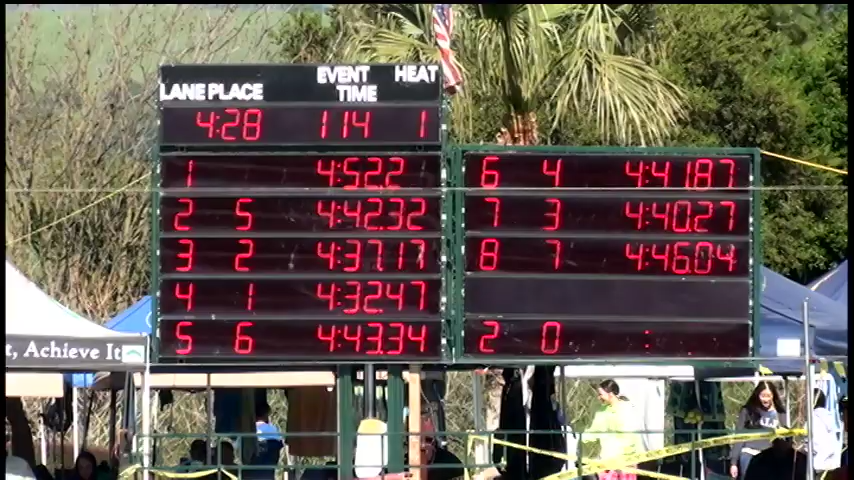 LANE PLACE EVENT TIME HEAT
4:28 114 1
1 4:52.2
2 5 4:42.32
3 2 4:37.17
4 1 4:32.47
5 6 4:43.34
6 4 4:41.87
7 3 4:40.27
8 7 4:46.04
2 0 : .
t, Achieve It